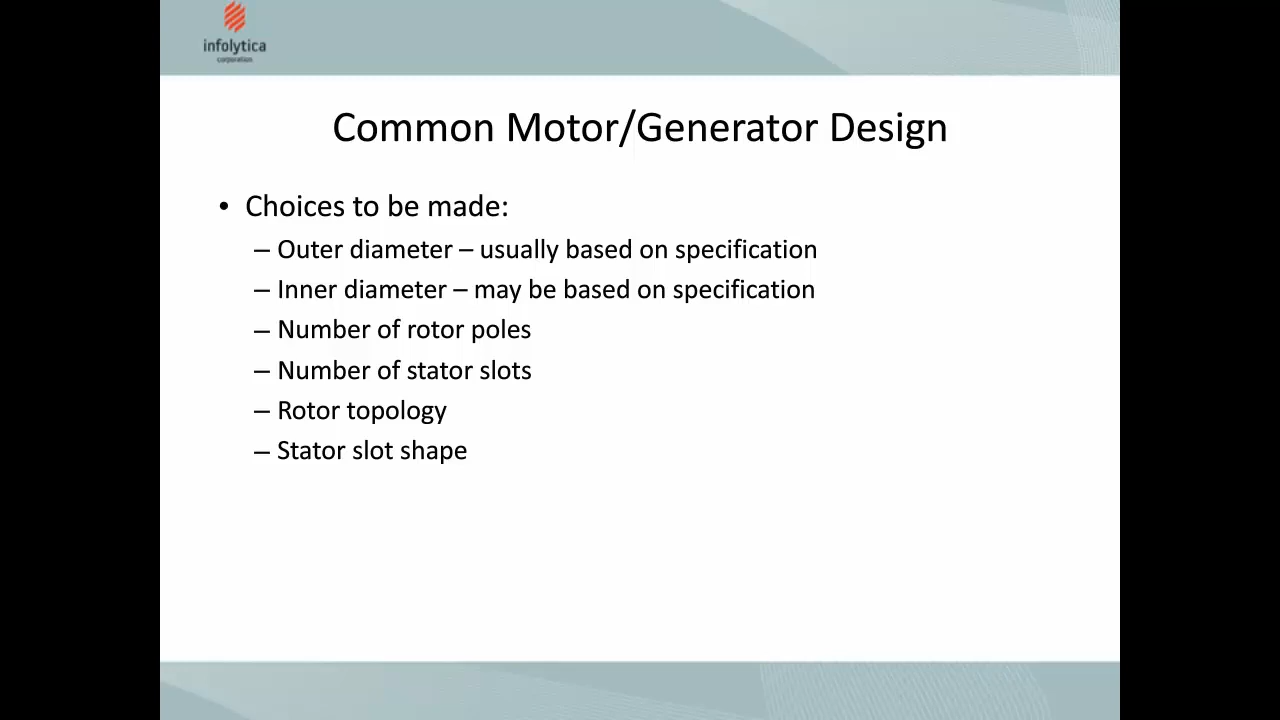 infolytica
corporation
Common Motor/Generator Design
• Choices to be made:
– Outer diameter – usually based on specification
– Inner diameter – may be based on specification
– Number of rotor poles
– Number of stator slots
– Rotor topology
– Stator slot shape